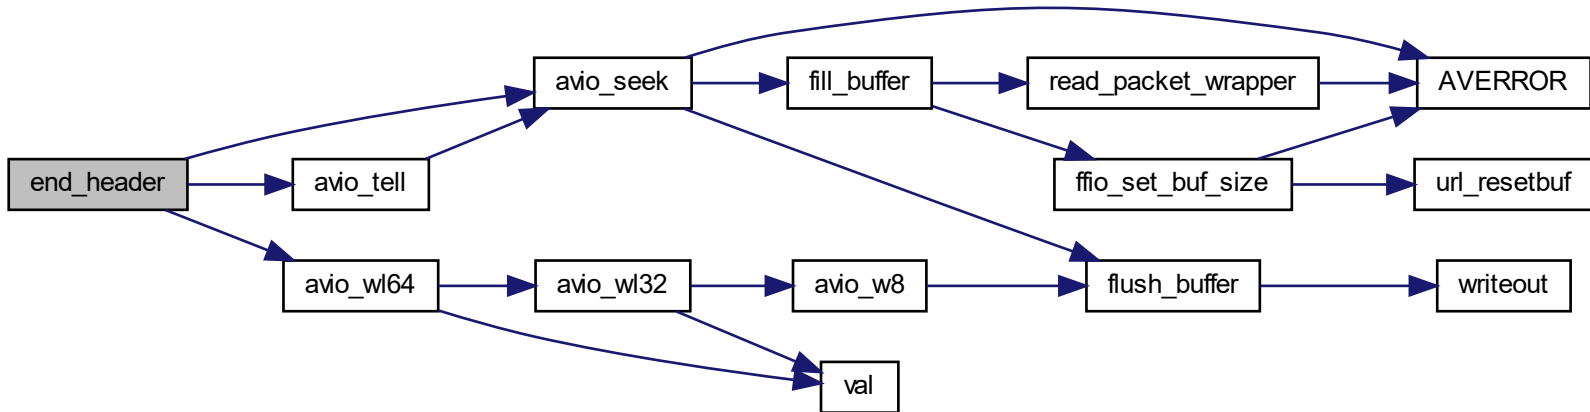 end_header
avio_seek
avio_tell
avio_wl64
fill_buffer
read_packet_wrapper
AVERROR
ffio_set_buf_size
url_resetbuf
avio_wl32
avio_w8
flush_buffer
writeout
val